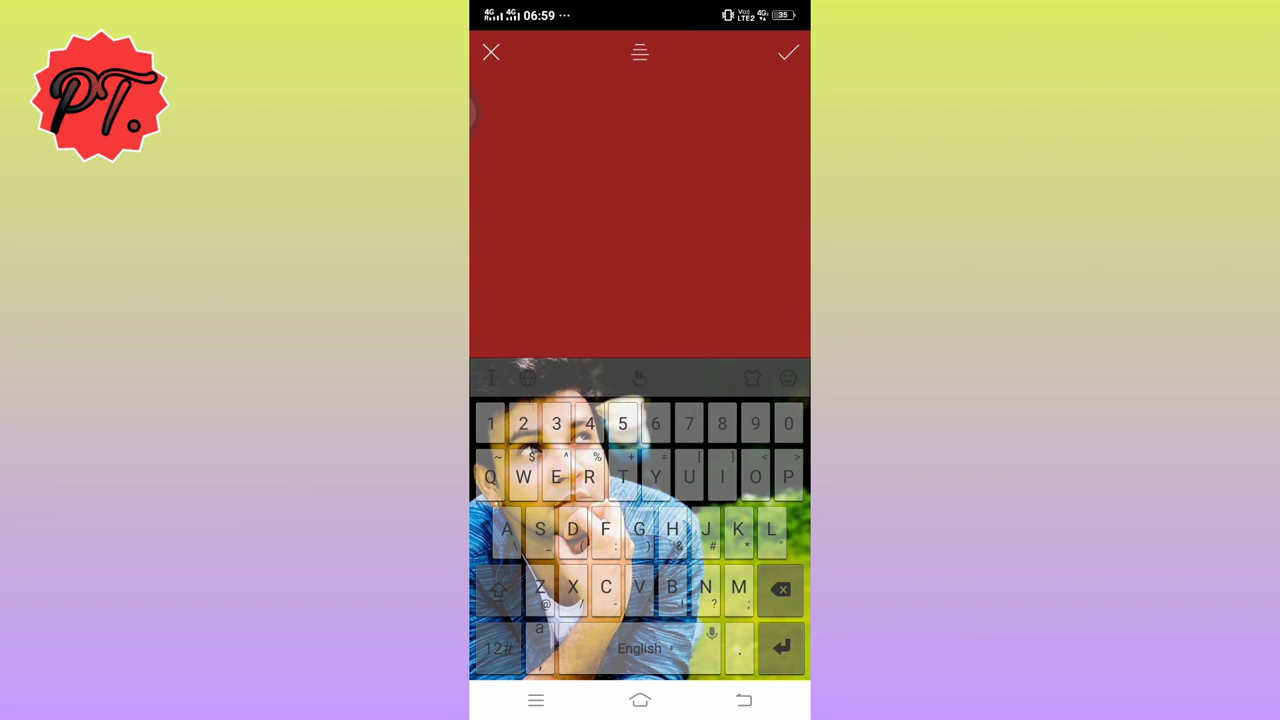 4G R 4G 06:59 ... Vo) LTE2 4G 35
PT.
1 2 3 4 5 6 7 8 9 0
~ $ ^ % + = [ ] < >
Q W E R T Y U I O P
A S D F G H J K L
_ ( : ) & # * "
Z X C V B N M
@ / - ! ? ;
12# a , English .